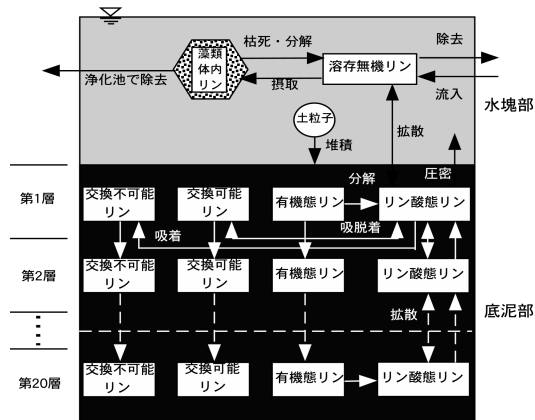 枯死・分解
除去
藻類
体内
リン
溶存無機リン
浄化池で除去
摂取
流入
水塊部
土粒子
拡散
堆積
圧密
分解
第1層
交換不可能
リン
交換可能
リン
有機態リン
リン酸態リン
吸着
吸脱着
第2層
交換不可能
リン
交換可能
リン
有機態リン
リン酸態リン
拡散
底泥部
第20層
交換不可能
リン
交換可能
リン
有機態リン
リン酸態リン